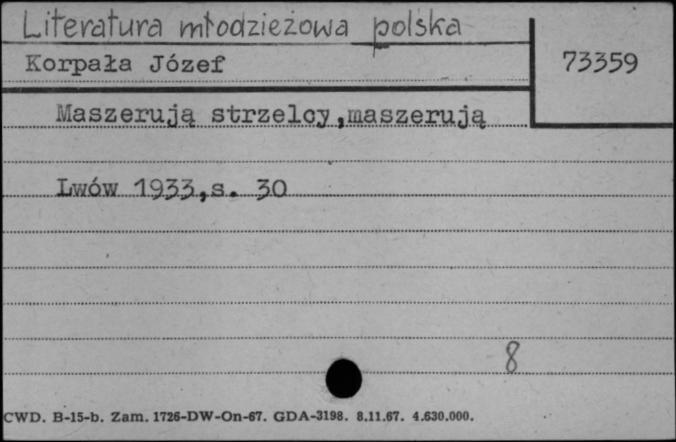 Literatura młodzieżowa polska
Korpała Józef
73359
Maszerują strzelcy,maszerują
Lwów 1933,s. 30
8
CWD. B-15-b. Zam. 1726-DW-On-67. GDA-3198. 8.11.67. 4.630.000.